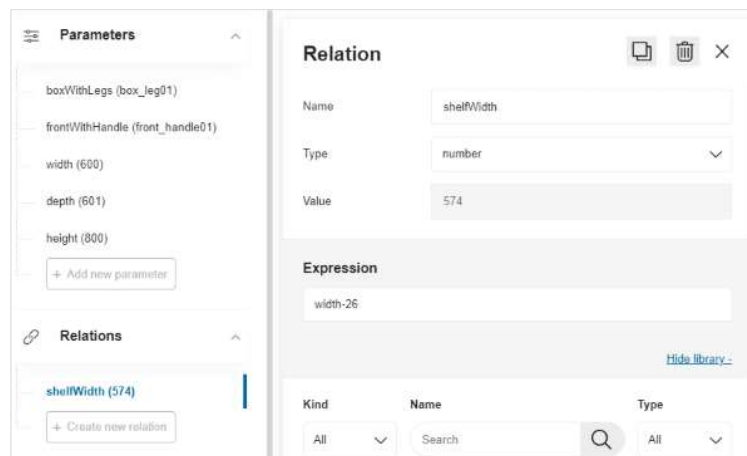 Parameters
boxWithLegs (box_leg01)
frontWithHandle (front_handle01)
width (600)
depth (601)
height (800)
+ Add new parameter
Relations
shelfWidth (574)
+ Create new relation
Relation
Name
shelfWidth
Type
number
Value
574
Expression
width-26
Hide library -
Kind
Name
Type
All
Search
All